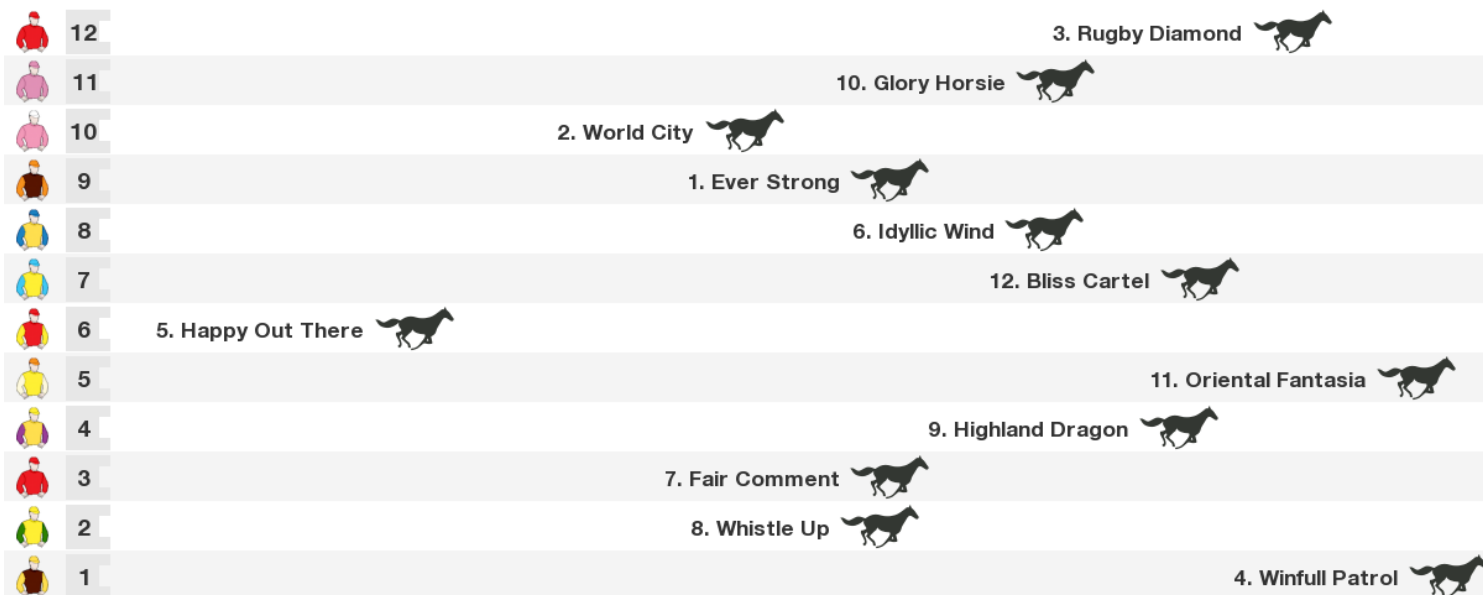 12 3. Rugby Diamond
11 10. Glory Horsie
10 2. World City
9 1. Ever Strong
8 6. Idyllic Wind
7 12. Bliss Cartel
6 5. Happy Out There
5 11. Oriental Fantasia
4 9. Highland Dragon
3 7. Fair Comment
2 8. Whistle Up
1 4. Winfull Patrol